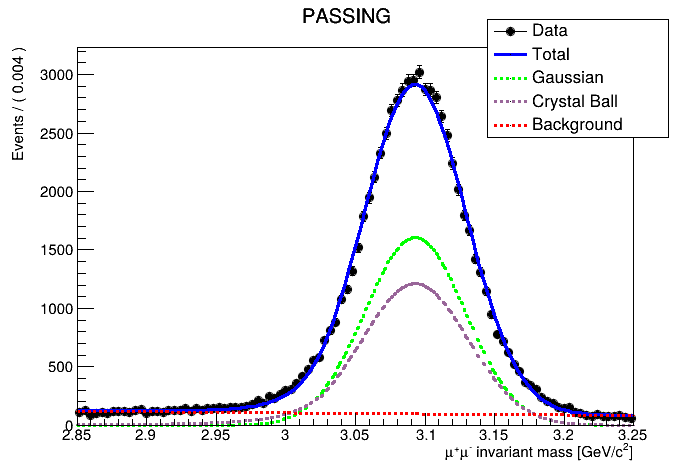 PASSING
Data
Total
Gaussian
Crystal Ball
Background
Events / ( 0.004 )
3000
2500
2000
1500
1000
500
0
2.85 2.9 2.95 3 3.05 3.1 3.15 3.2 3.25
μ⁺μ⁻ invariant mass [GeV/c²]